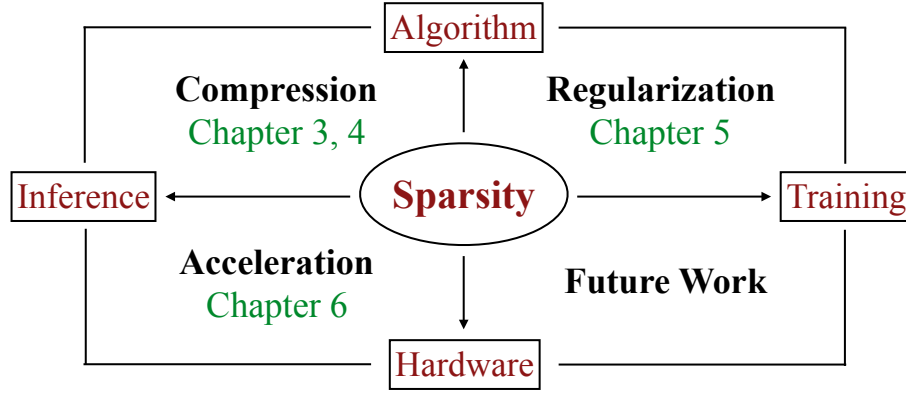 Algorithm
Compression
Chapter 3, 4
Regularization
Chapter 5
Inference
Sparsity
Training
Acceleration
Chapter 6
Future Work
Hardware